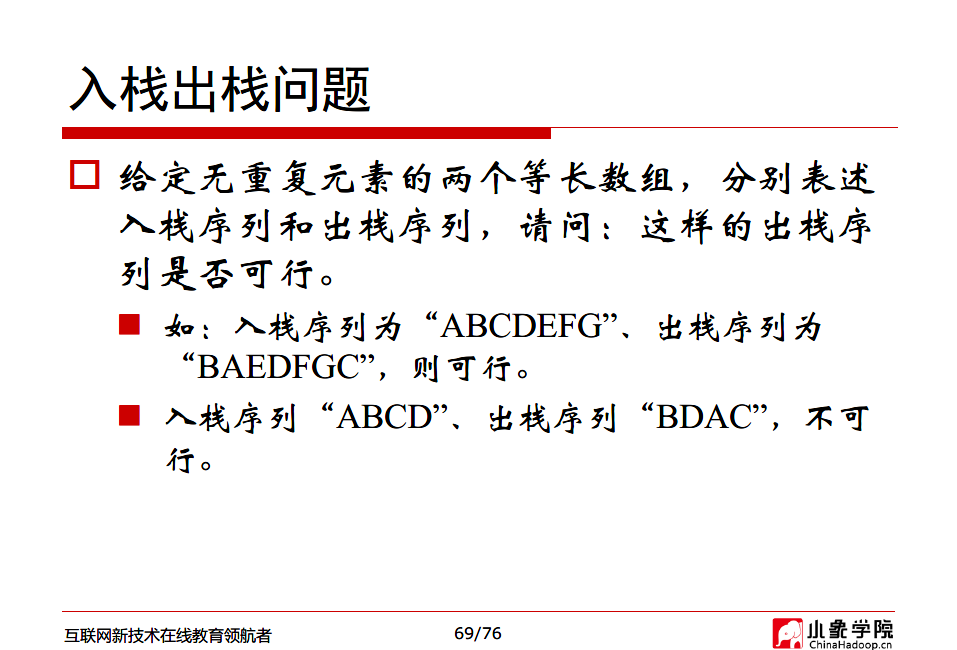 入栈出栈问题
给定无重复元素的两个等长数组，分别表述
入栈序列和出栈序列，请问：这样的出栈序
列是否可行。
如：入栈序列为“ABCDEFG”、出栈序列为
“BAEDFGC”，则可行。
入栈序列“ABCD”、出栈序列“BDAC”，不可
行。
互联网新技术在线教育领航者
69/76
小象学院
ChinaHadoop.cn